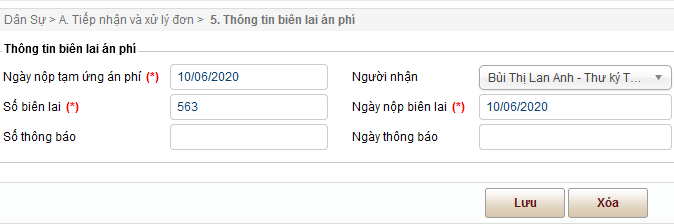 Dân Sự > A. Tiếp nhận và xử lý đơn > 5. Thông tin biên lai án phí
Thông tin biên lai án phí
Ngày nộp tạm ứng án phí (*) 10/06/2020 Người nhận Bùi Thị Lan Anh - Thư ký T...
Số biên lai (*) 563 Ngày nộp biên lai (*) 10/06/2020
Số thông báo Ngày thông báo
Lưu Xóa